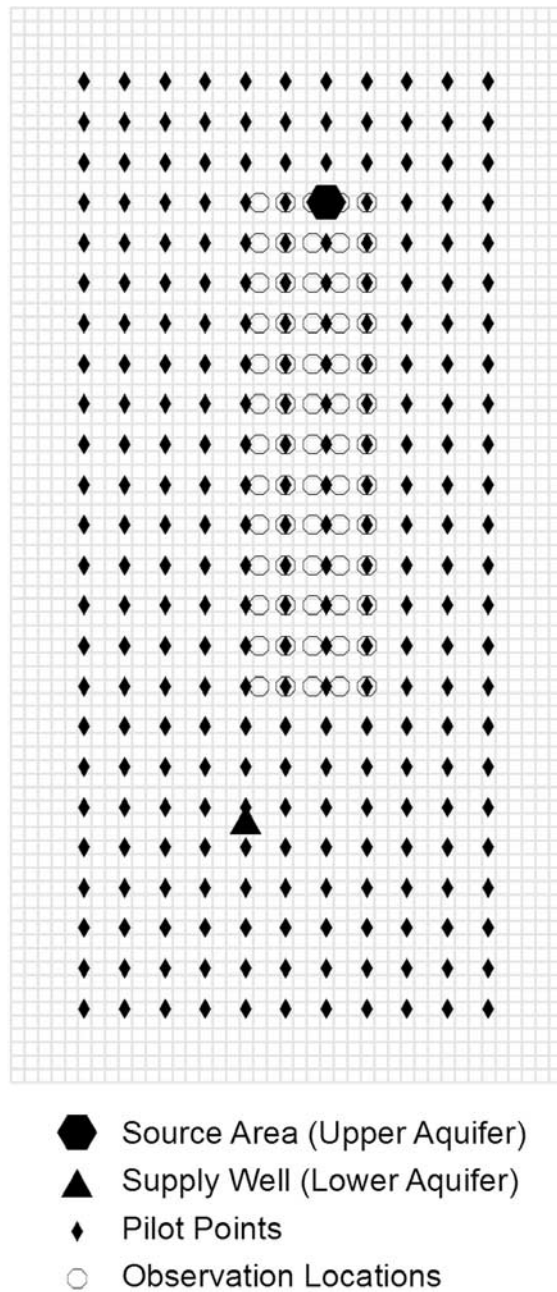 Source Area (Upper Aquifer)
Supply Well (Lower Aquifer)
Pilot Points
Observation Locations